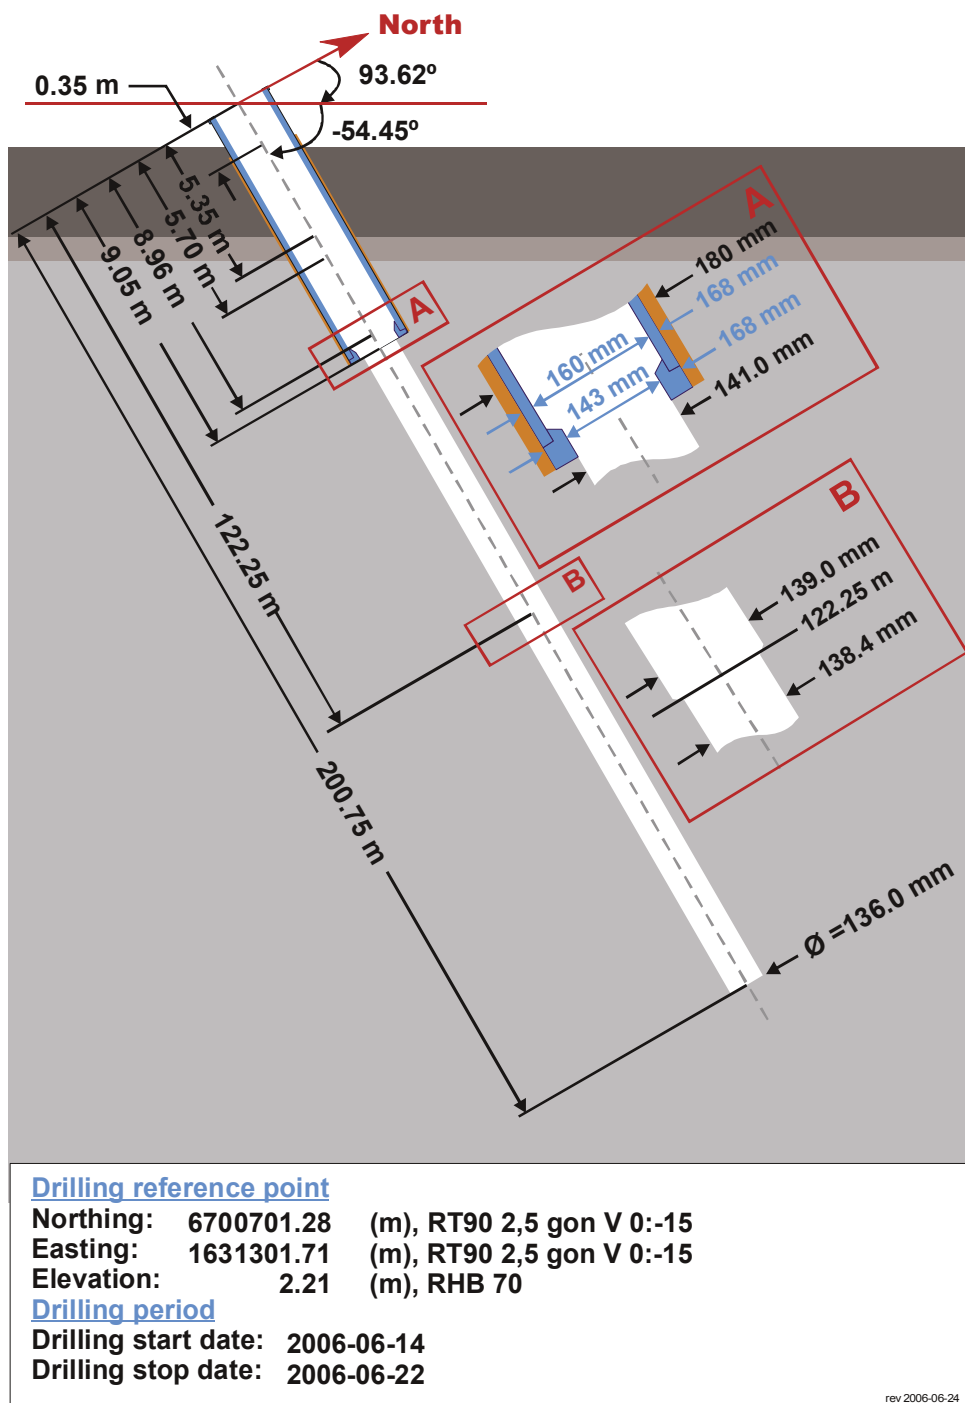 North
93.62º
0.35 m
-54.45º
5.35 m
5.70 m
8.96 m
9.05 m
A
A
180 mm
168 mm
168 mm
160 mm
143 mm
141.0 mm
122.25 m
B
B
139.0 mm
122.25 m
138.4 mm
200.75 m
Ø =136.0 mm
Drilling reference point
Northing: 6700701.28 (m), RT90 2,5 gon V 0:-15
Easting: 1631301.71 (m), RT90 2,5 gon V 0:-15
Elevation: 2.21 (m), RHB 70
Drilling period
Drilling start date: 2006-06-14
Drilling stop date: 2006-06-22
rev 2006-06-24